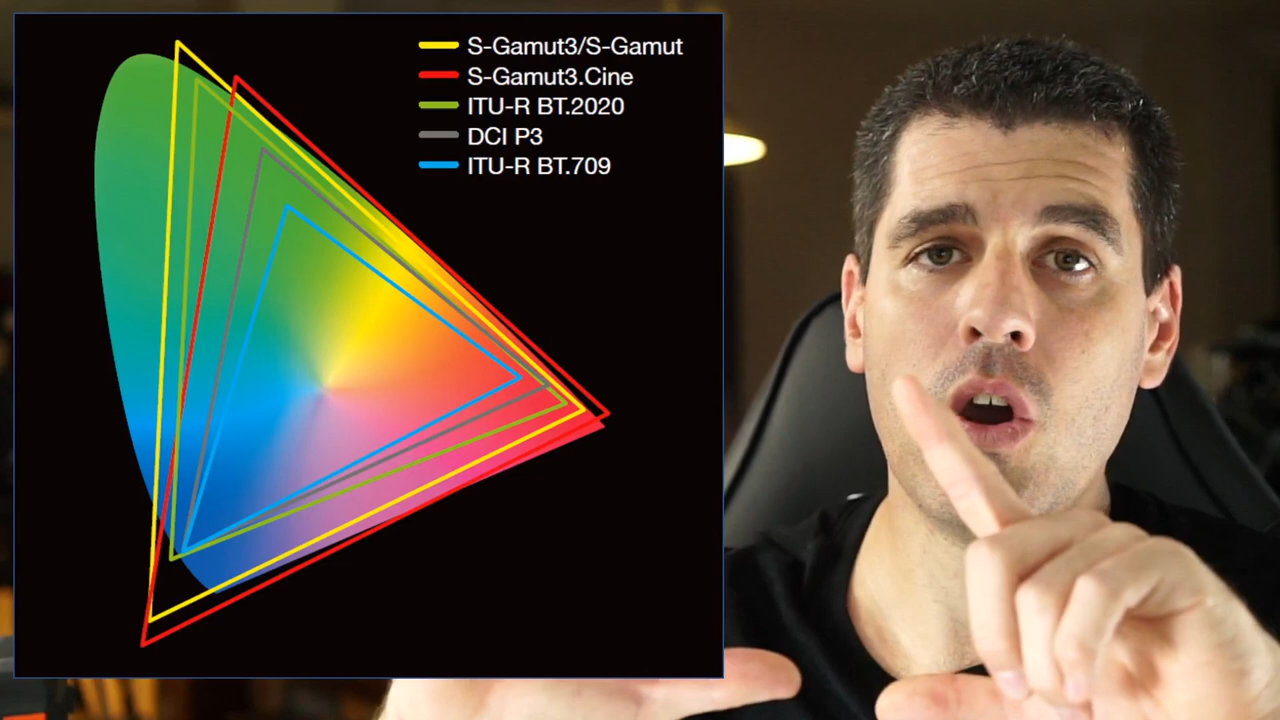 S-Gamut3/S-Gamut
S-Gamut3.Cine
ITU-R BT.2020
DCI P3
ITU-R BT.709